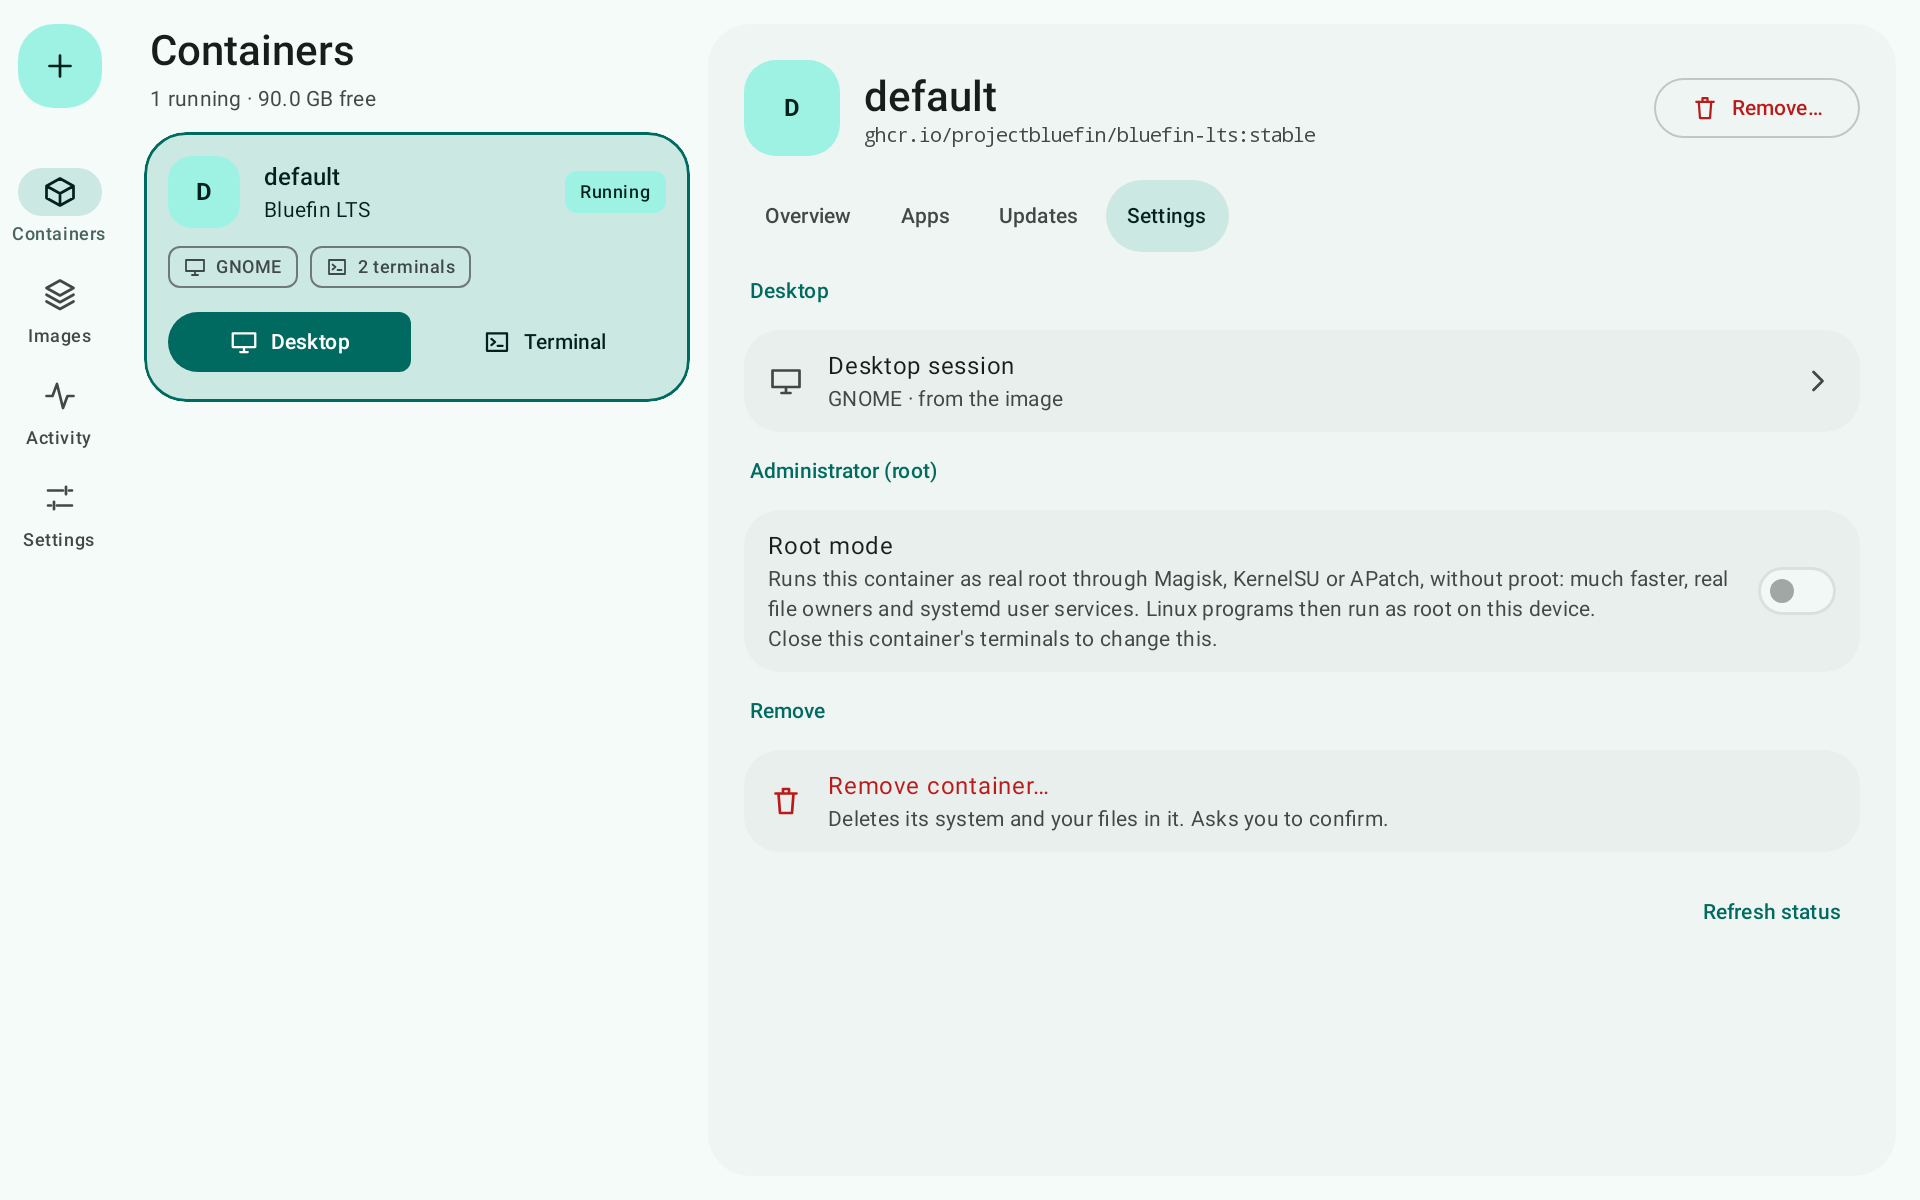 Containers
1 running · 90.0 GB free
Containers
Images
Activity
Settings
D
default
Bluefin LTS
Running
GNOME
2 terminals
Desktop
Terminal
D
default
ghcr.io/projectbluefin/bluefin-lts:stable
Remove…
Overview
Apps
Updates
Settings
Desktop
Desktop session
GNOME · from the image
Administrator (root)
Root mode
Runs this container as real root through Magisk, KernelSU or APatch, without proot: much faster, real
file owners and systemd user services. Linux programs then run as root on this device.
Close this container's terminals to change this.
Remove
Remove container…
Deletes its system and your files in it. Asks you to confirm.
Refresh status